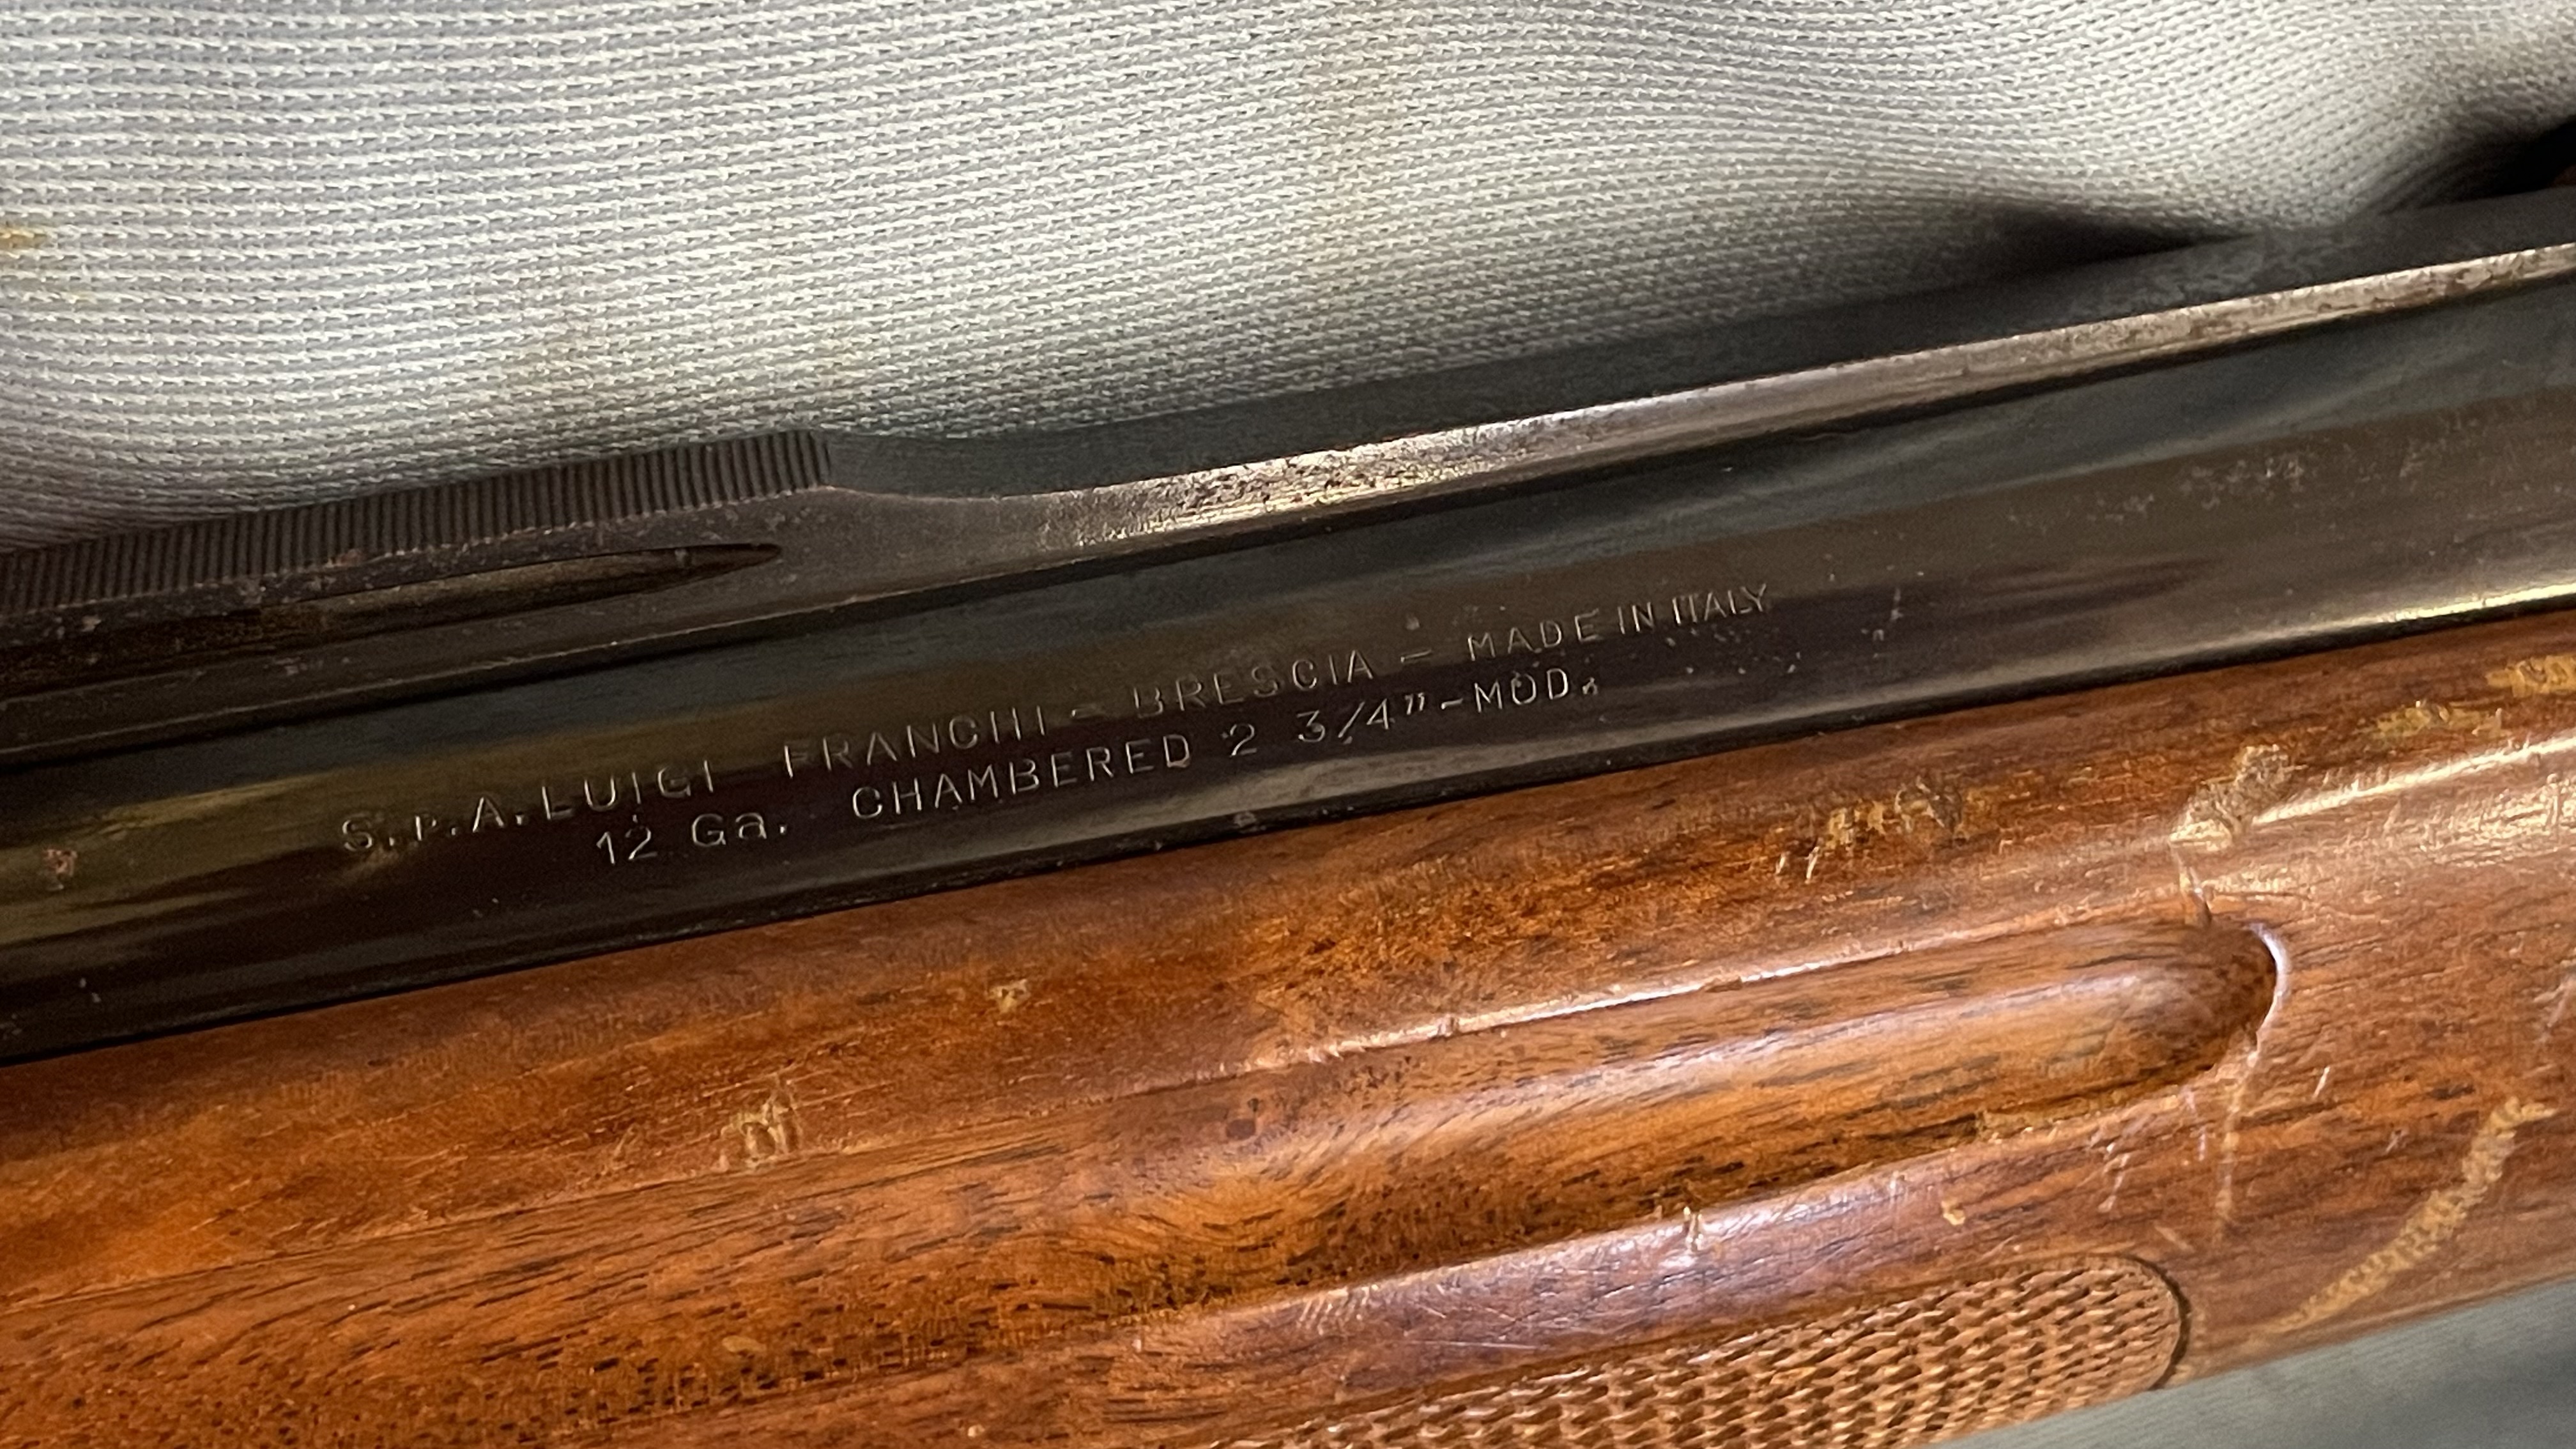 S.P.A. LUIGI FRANCHI - BRESCIA - MADE IN ITALY
12 Ga. CHAMBERED 2 3/4"-MOD.